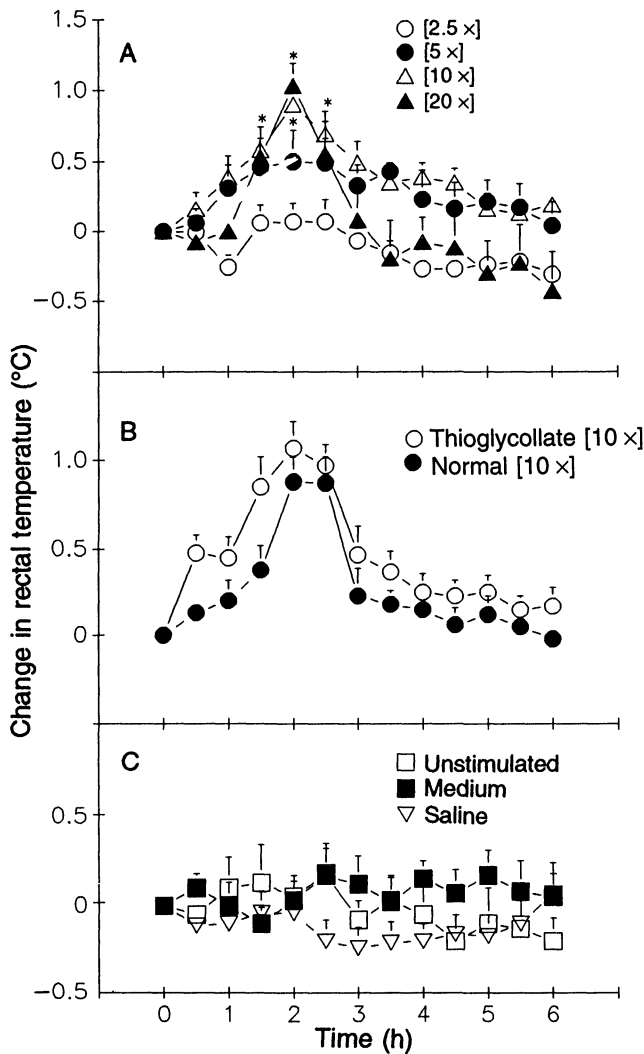 A
[2.5 ×]
[5 ×]
[10 ×]
[20 ×]
1.5
1.0
0.5
0
−0.5
* * * *
B
Thioglycollate [10 ×]
Normal [10 ×]
1.0
0.5
0
C
Unstimulated
Medium
Saline
0.5
0
−0.5
0 1 2 3 4 5 6
Time (h)
Change in rectal temperature (°C)